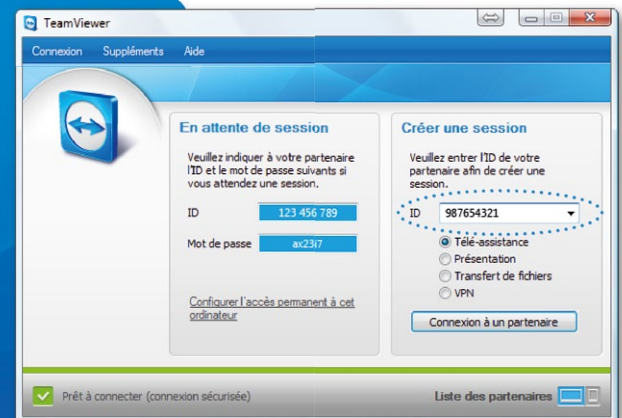 TeamViewer
Connexion Suppléments Aide
En attente de session
Veuillez indiquer à votre partenaire
l'ID et le mot de
passe suivants si
vous attendez une session.
ID 123 456 789
Mot de passe ax23i7
Configurer l'accès permanent à cet
ordinateur
Créer une session
Veuillez entrer l'ID de votre
partenaire afin de créer une
session.
ID 987654321
Télé-assistance
Présentation
Transfert de fichiers
VPN
Connexion à un partenaire
Prêt à connecter (connexion sécurisée)
Liste des partenaires